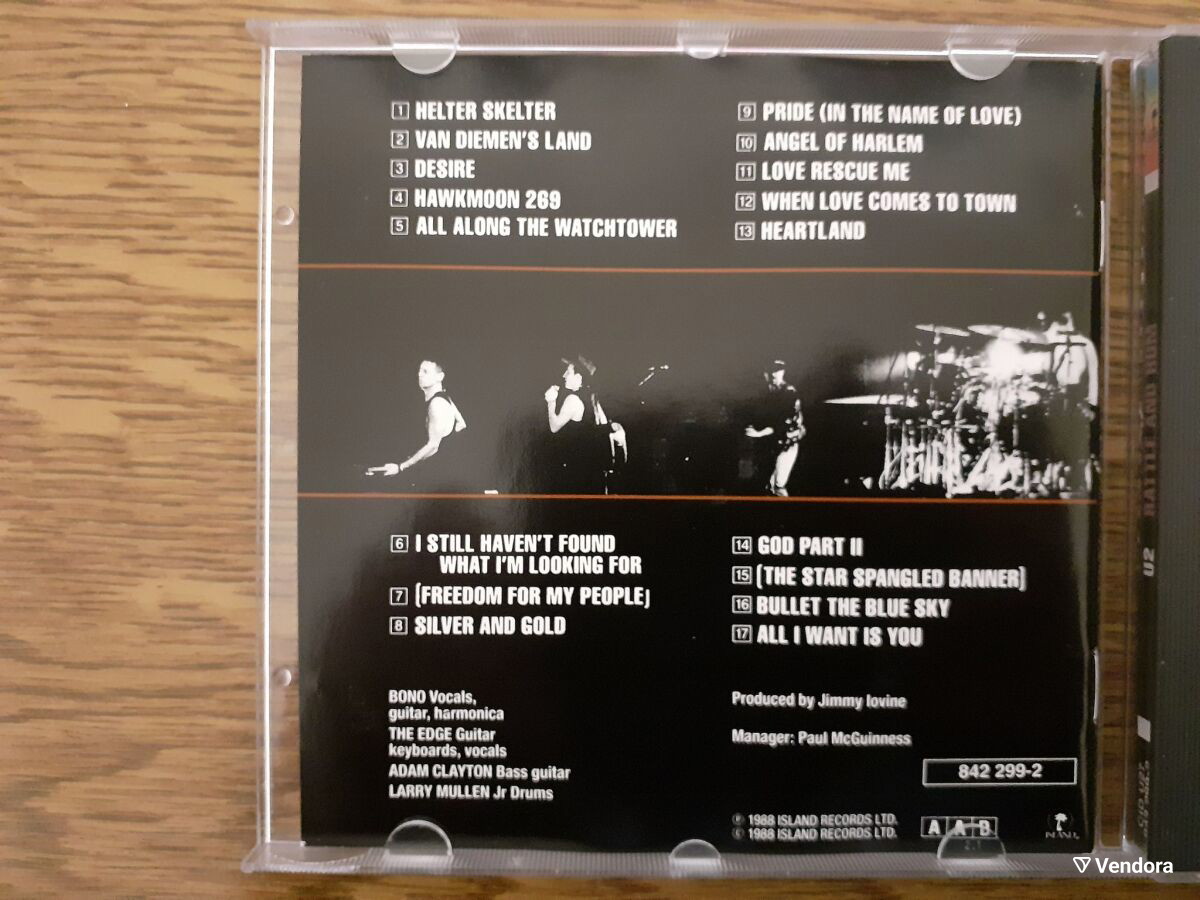 1 HELTER SKELTER
2 VAN DIEMEN'S LAND
3 DESIRE
4 HAWKMOON 269
5 ALL ALONG THE WATCHTOWER
9 PRIDE (IN THE NAME OF LOVE)
10 ANGEL OF HARLEM
11 LOVE RESCUE ME
12 WHEN LOVE COMES TO TOWN
13 HEARTLAND
6 I STILL HAVEN'T FOUND
WHAT I'M LOOKING FOR
7 (FREEDOM FOR MY PEOPLE)
8 SILVER AND GOLD
14 GOD PART II
15 (THE STAR SPANGLED BANNER)
16 BULLET THE BLUE SKY
17 ALL I WANT IS YOU
BONO Vocals,
guitar, harmonica
THE EDGE Guitar
keyboards, vocals
ADAM CLAYTON Bass guitar
LARRY MULLEN Jr Drums
Produced by Jimmy Iovine
Manager: Paul McGuinness
842 299-2
℗ 1988 ISLAND RECORDS LTD.
© 1988 ISLAND RECORDS LTD.
AAD
ISLAND
U2 RATTLE AND HUM
Vendora